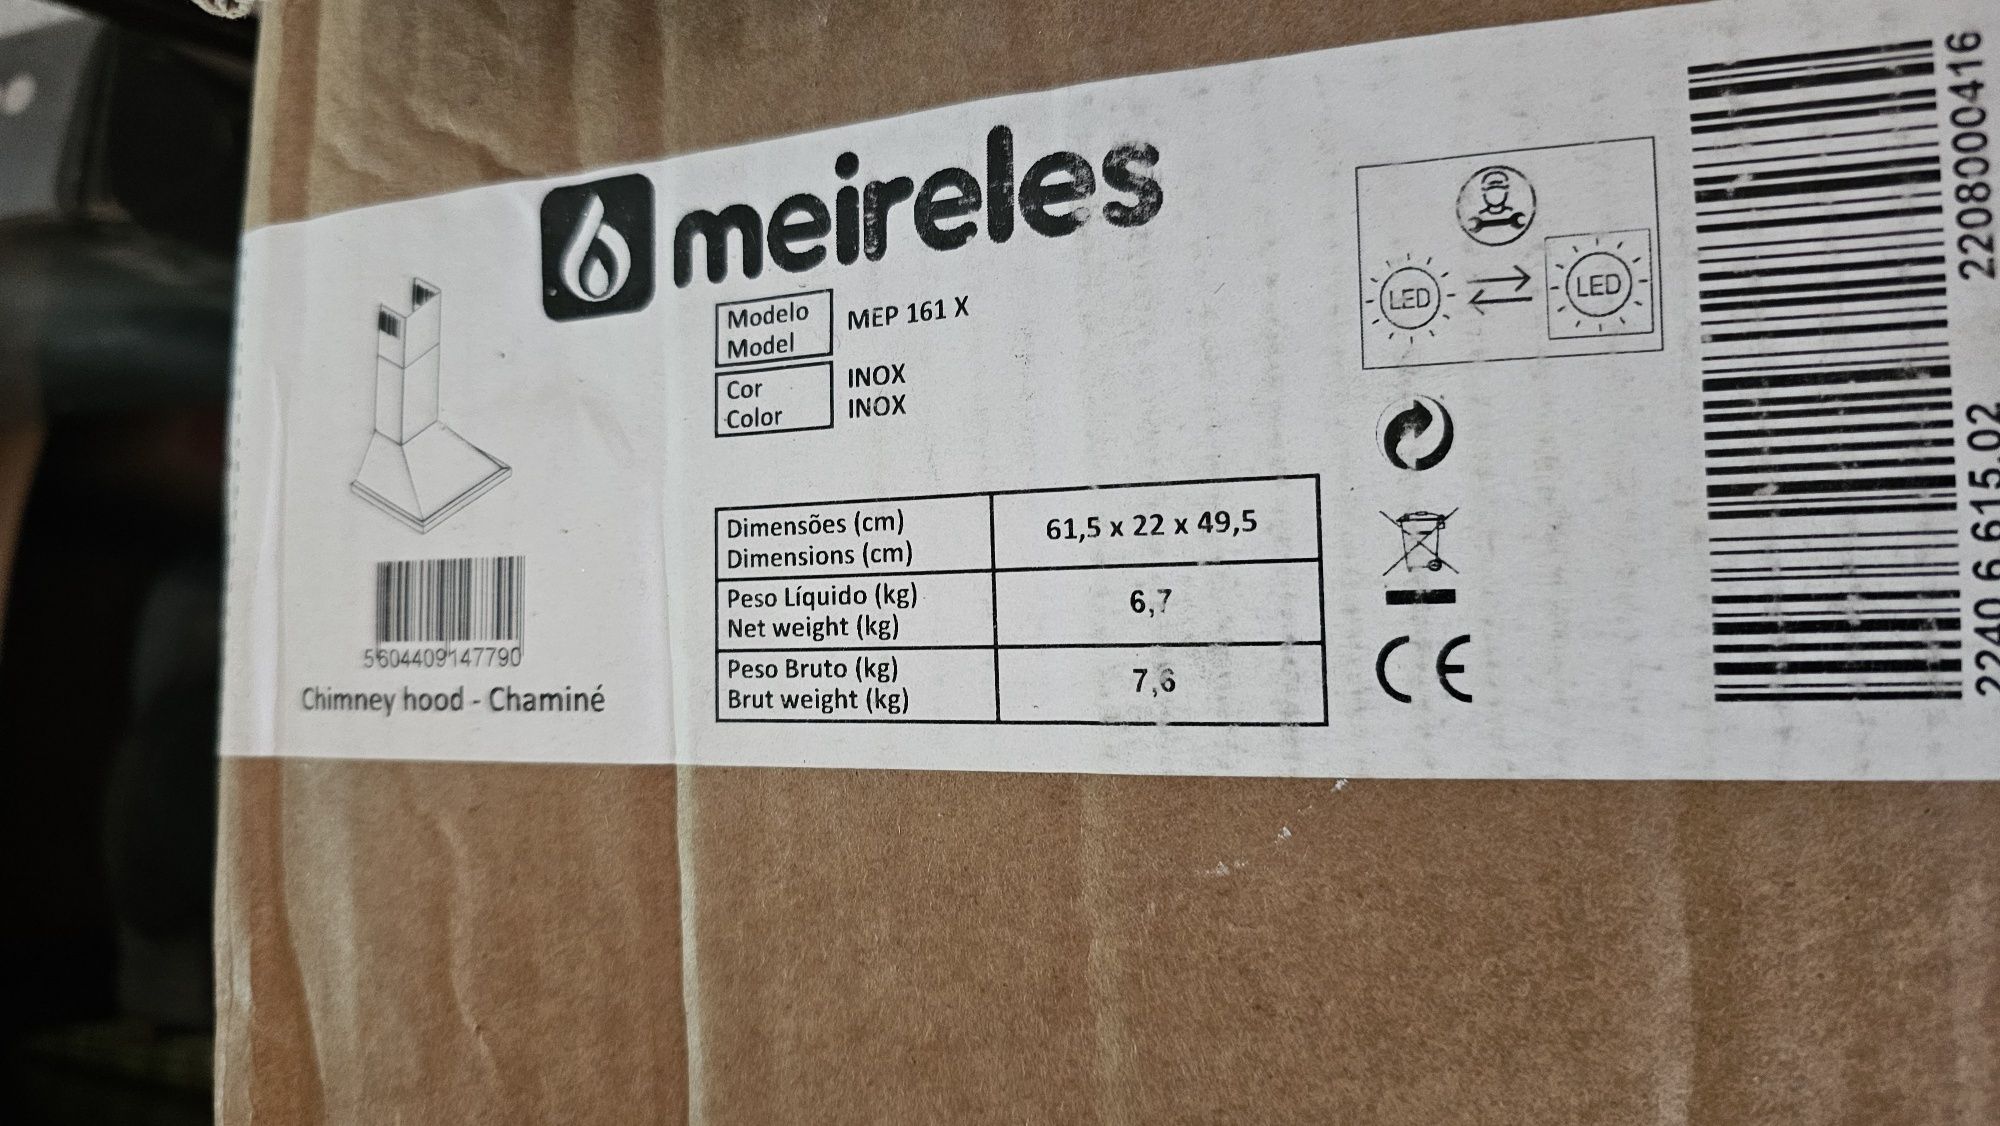 meireles
Modelo
Model
MEP 161 X
Cor
Color
INOX
INOX
Dimensões (cm)
Dimensions (cm)
61,5 x 22 x 49,5
Peso Líquido (kg)
Net weight (kg)
6,7
Peso Bruto (kg)
Brut weight (kg)
7,6
5604409147790
Chimney hood - Chaminé
LED
LED
CE
2208000416
2240 6 615.02